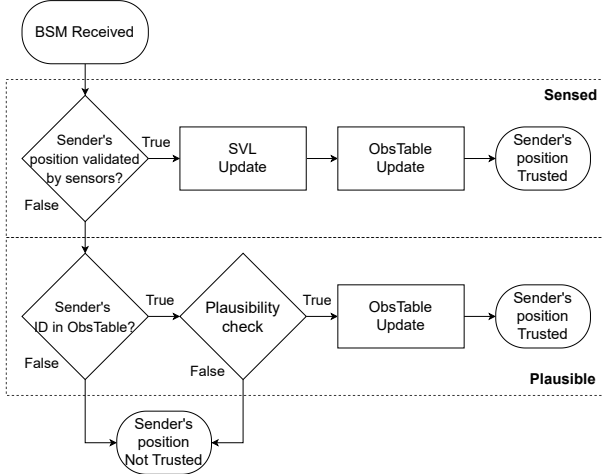 BSM Received
Sensed
Sender's
position validated
by sensors?
True
False
SVL
Update
ObsTable
Update
Sender's
position
Trusted
Sender's
ID in ObsTable?
True
False
Plausibility
check
True
False
ObsTable
Update
Sender's
position
Trusted
Plausible
Sender's
position
Not Trusted